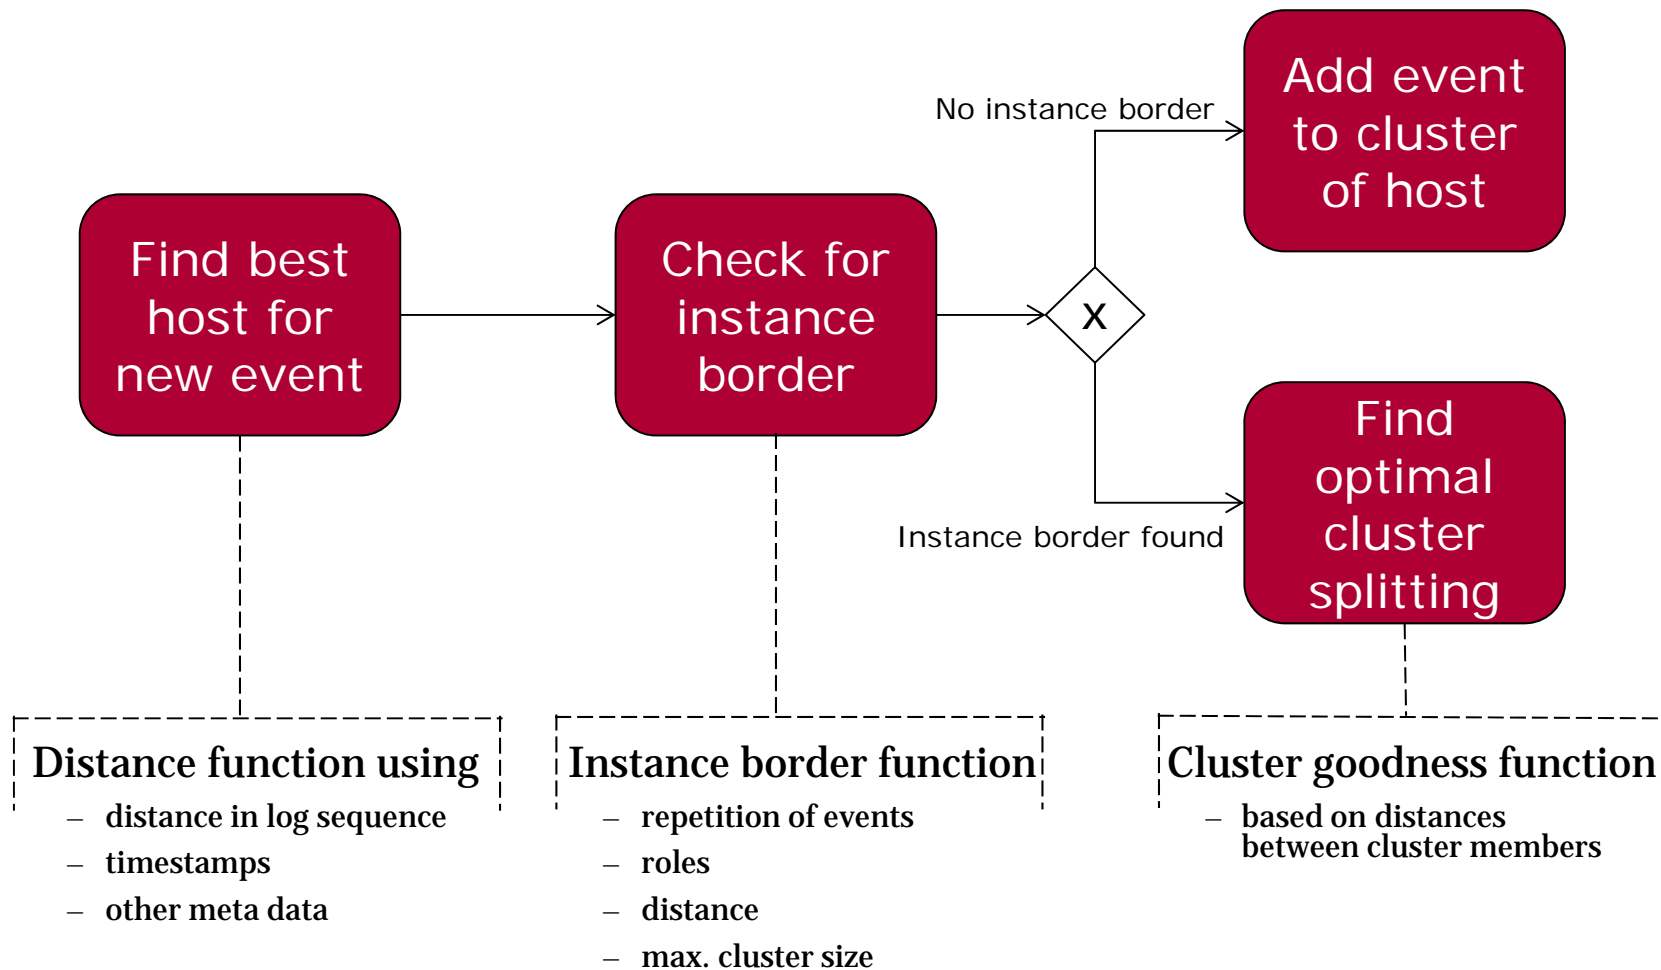 Find best
host for
new event
Check for
instance
border
X
No instance border
Add event
to cluster
of host
Instance border found
Find
optimal
cluster
splitting
Distance function using
– distance in log sequence
– timestamps
– other meta data
Instance border function
– repetition of events
– roles
– distance
– max. cluster size
Cluster goodness function
– based on distances
between cluster members